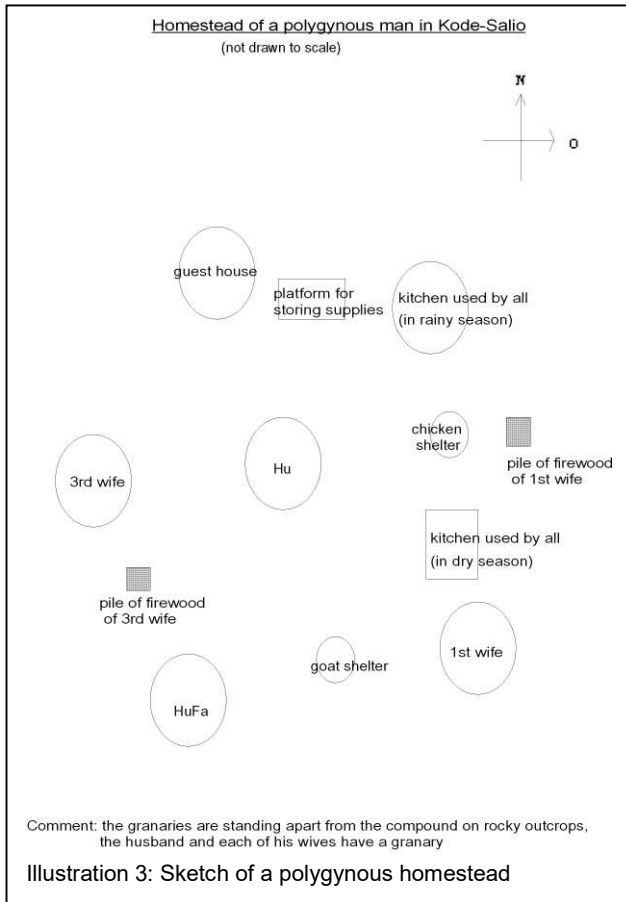 Homestead of a polygynous man in Kode-Salio
(not drawn to scale)
N
O
guest house
platform for
storing supplies
kitchen used by all
(in rainy season)
chicken
shelter
pile of firewood
of 1st wife
3rd wife
Hu
kitchen used by all
(in dry season)
pile of firewood
of 3rd wife
1st wife
goat shelter
HuFa
Comment: the granaries are standing apart from the compound on rocky outcrops,
the husband and each of his wives have a granary
Illustration 3: Sketch of a polygynous homestead